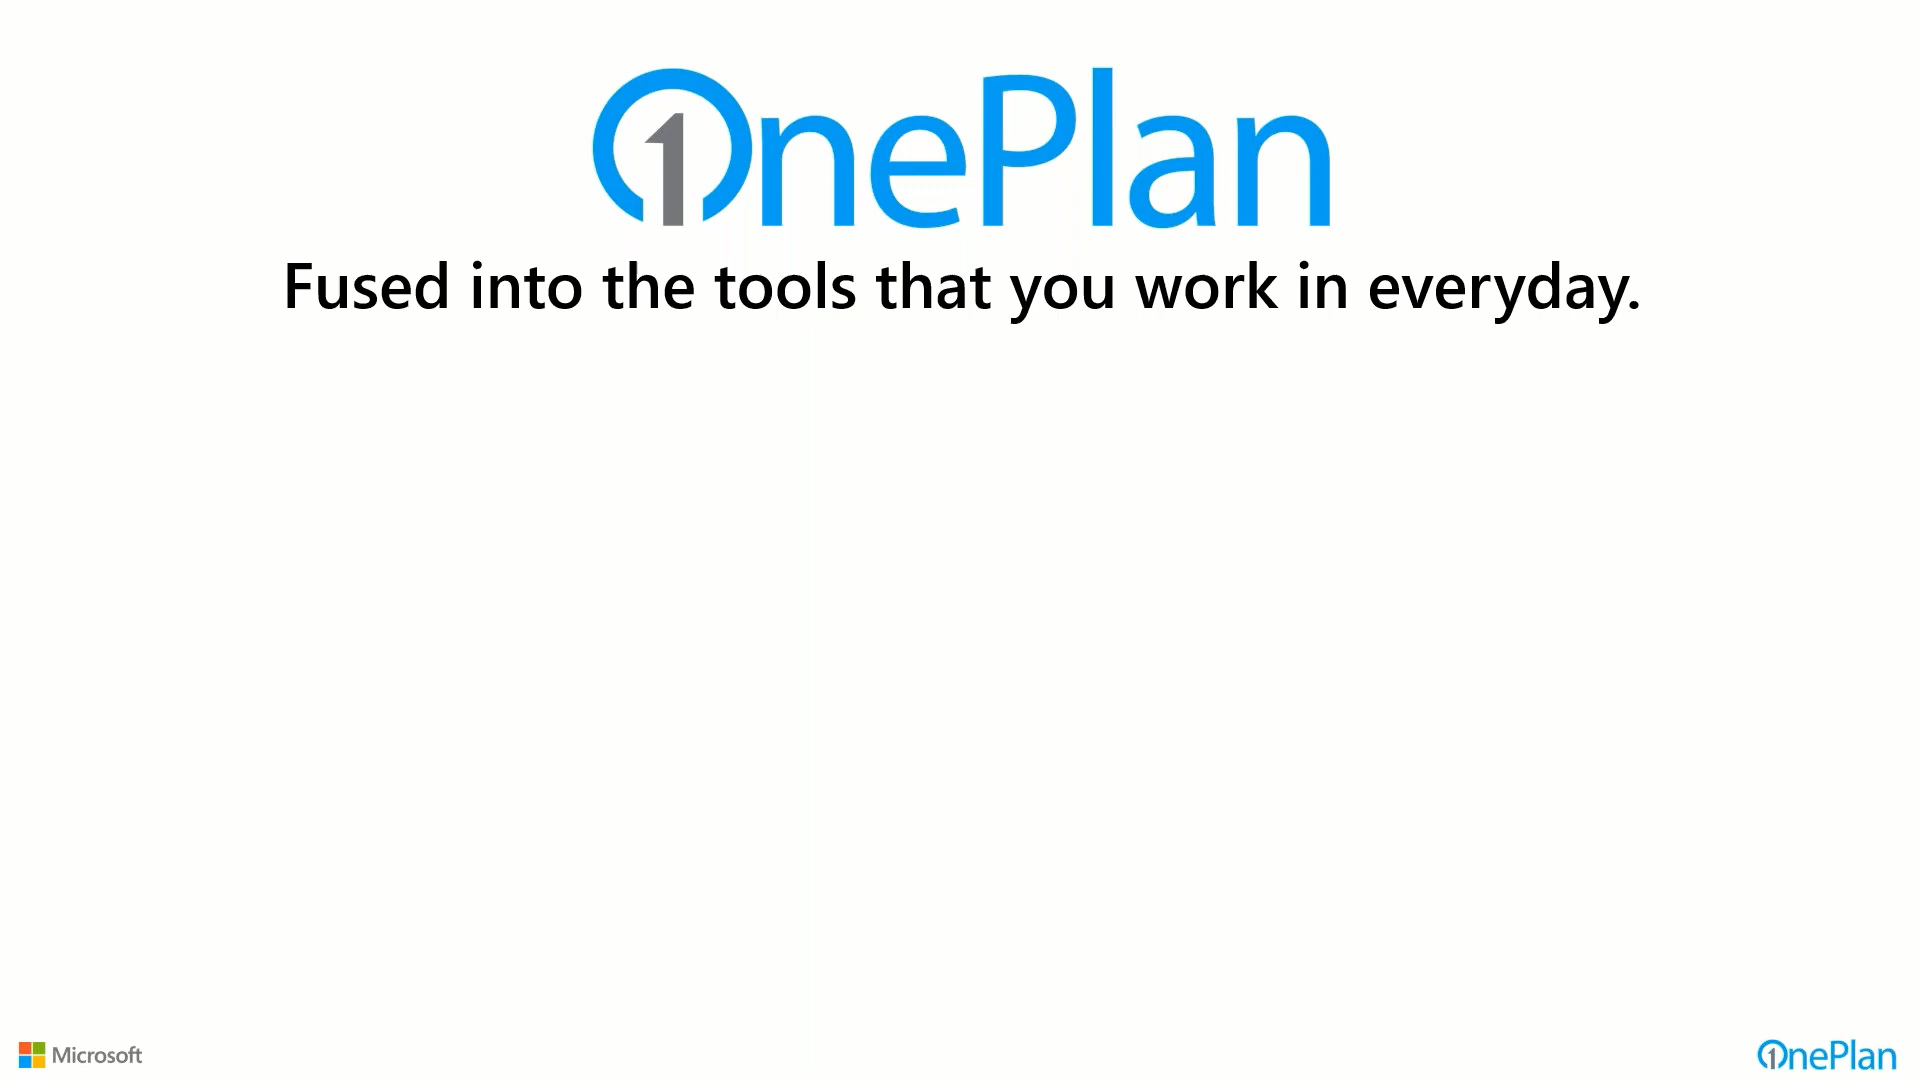 OnePlan
Fused into the tools that you work in everyday.
Microsoft
OnePlan